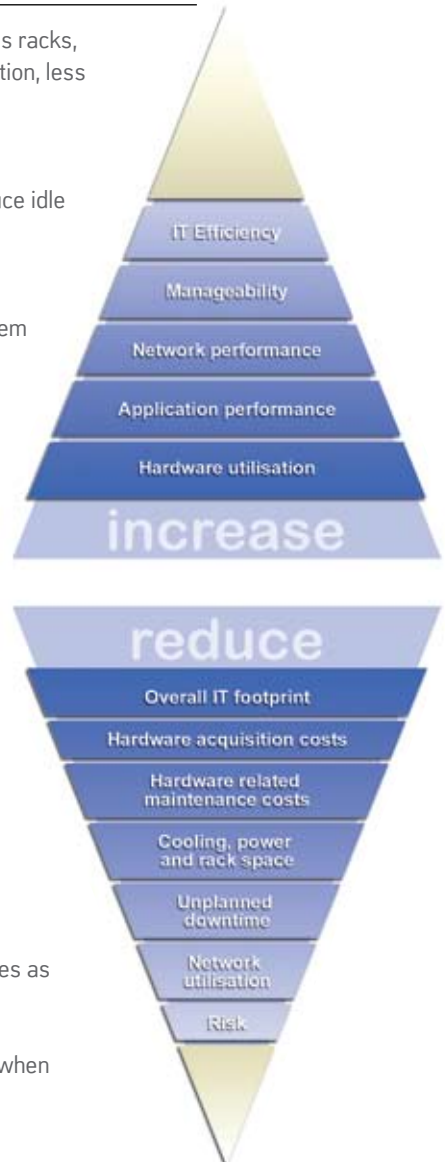 s racks,
tion, less
ce idle
em
IT Efficiency
Manageability
Network performance
Application performance
Hardware utilisation
increase
reduce
Overall IT footprint
Hardware acquisition costs
Hardware related
maintenance costs
Cooling, power
and rack space
Unplanned
downtime
es as
Network
utilisation
Risk
when